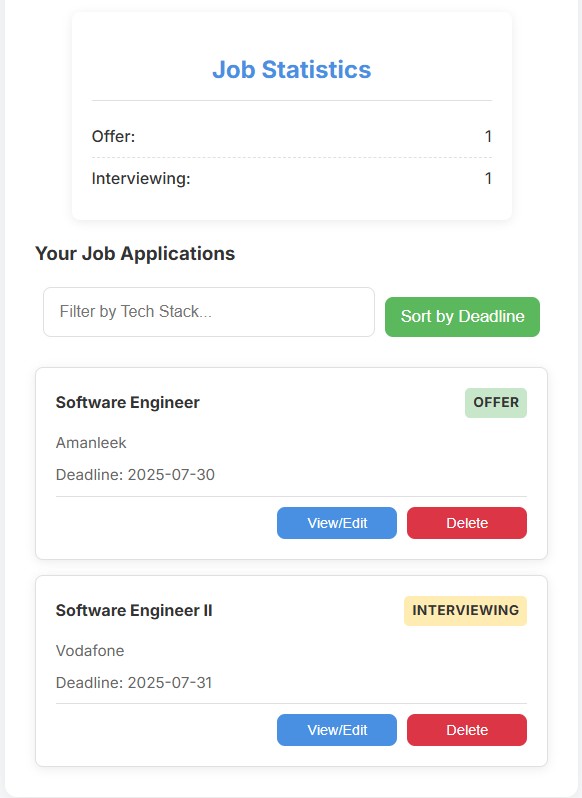 Job Statistics
Offer: 1
Interviewing: 1
Your Job Applications
Filter by Tech Stack...
Sort by Deadline
Software Engineer
OFFER
Amanleek
Deadline: 2025-07-30
View/Edit
Delete
Software Engineer II
INTERVIEWING
Vodafone
Deadline: 2025-07-31
View/Edit
Delete